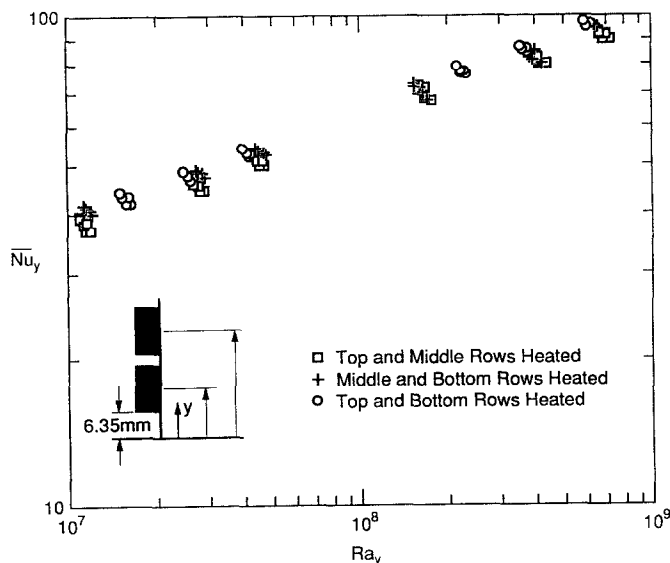 100
Nu_y
10
10^7
10^8
10^9
Ra_y
□ Top and Middle Rows Heated
+ Middle and Bottom Rows Heated
○ Top and Bottom Rows Heated
y
6.35mm